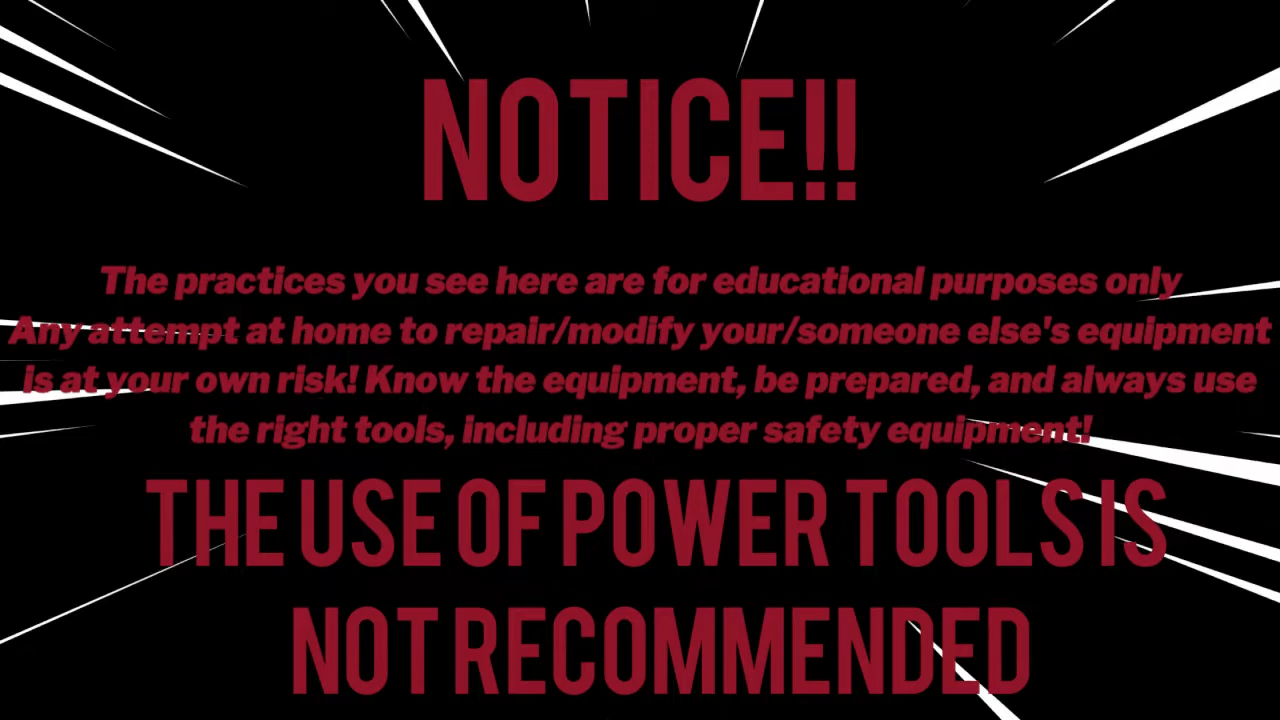 NOTICE!!
The practices you see here are for educational purposes only
Any attempt at home to repair/modify your/someone else's equipment
is at your own risk! Know the equipment, be prepared, and always use
the right tools, including proper safety equipment!
THE USE OF POWER TOOLS IS
NOT RECOMMENDED